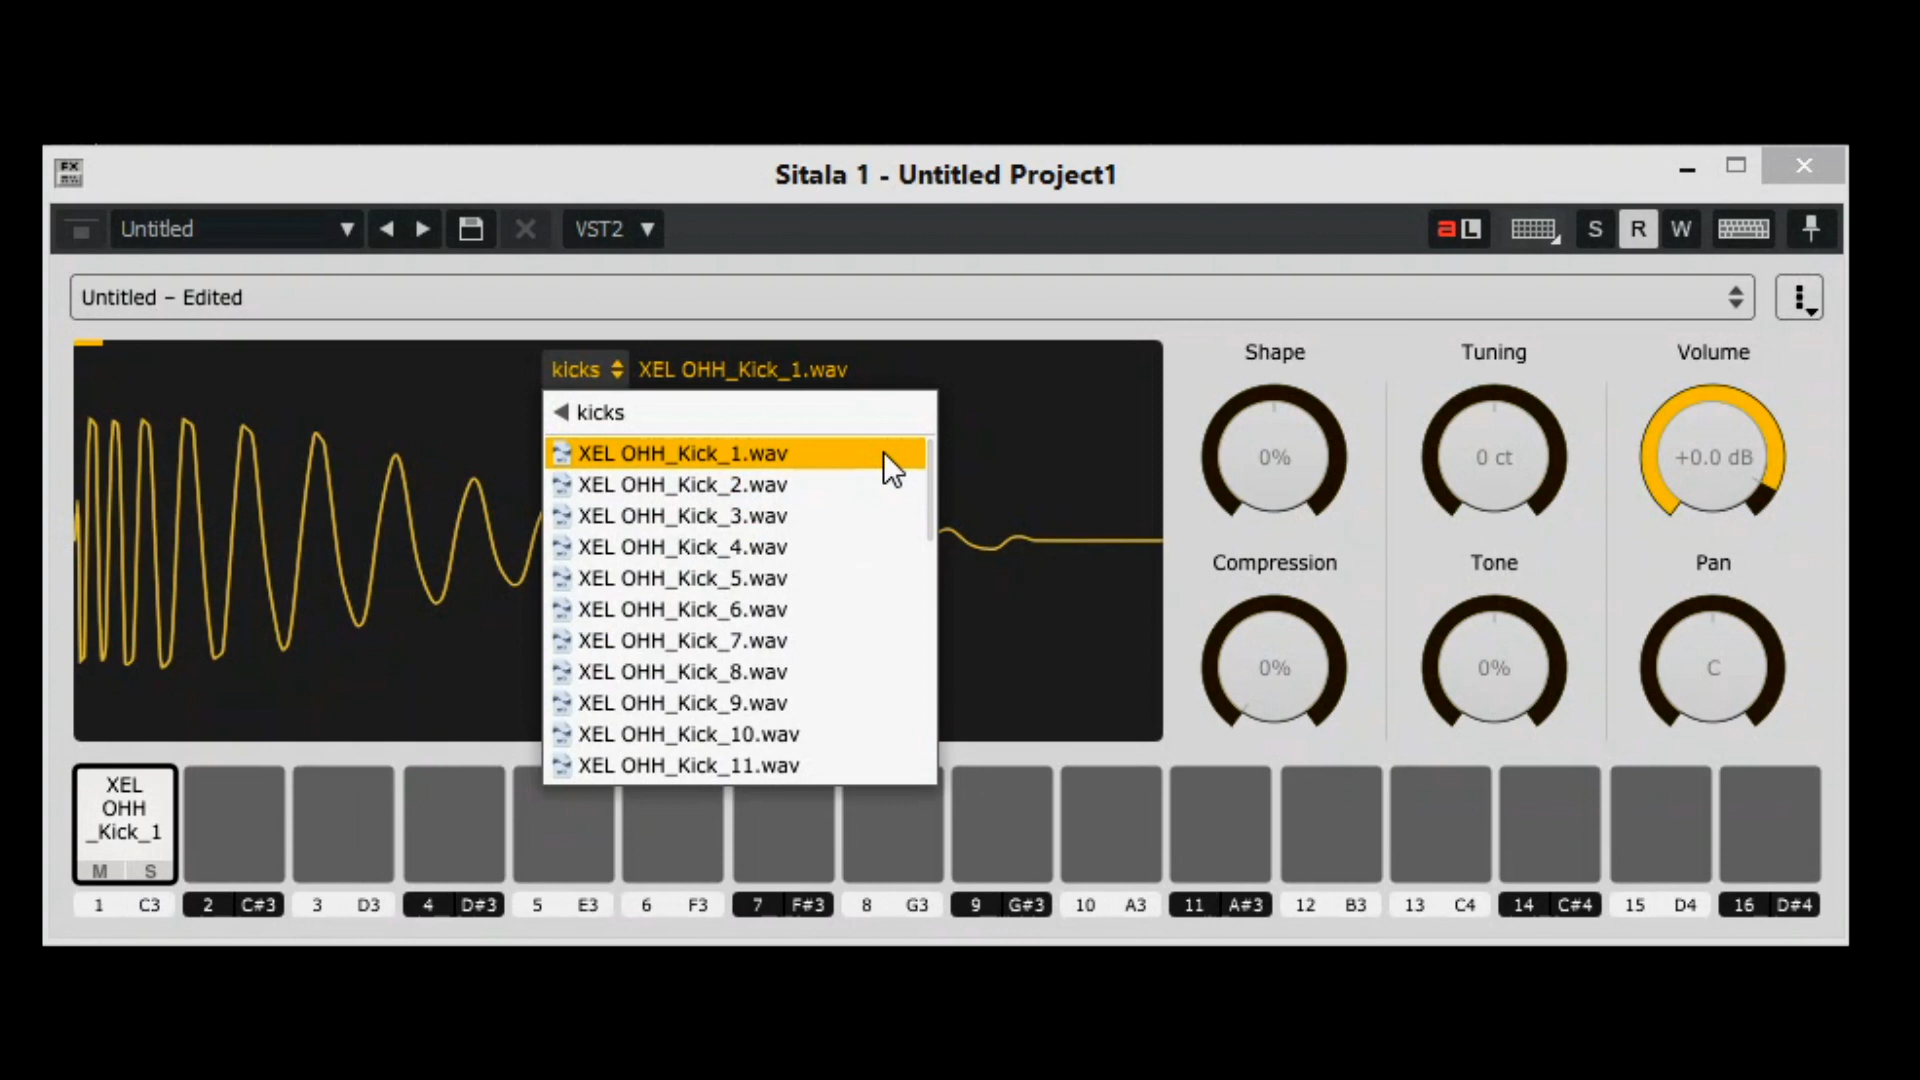 FX
Sitala 1 - Untitled Project1
Untitled
VST2
a L
S
R
W
Untitled – Edited
kicks
XEL OHH_Kick_1.wav
kicks
XEL OHH_Kick_1.wav
XEL OHH_Kick_2.wav
XEL OHH_Kick_3.wav
XEL OHH_Kick_4.wav
XEL OHH_Kick_5.wav
XEL OHH_Kick_6.wav
XEL OHH_Kick_7.wav
XEL OHH_Kick_8.wav
XEL OHH_Kick_9.wav
XEL OHH_Kick_10.wav
XEL OHH_Kick_11.wav
Shape
Tuning
Volume
0%
0 ct
+0.0 dB
Compression
Tone
Pan
0%
0%
C
XEL
OHH
_Kick_1
M S
1 C3
2 C#3
3 D3
4 D#3
5 E3
6 F3
7 F#3
8 G3
9 G#3
10 A3
11 A#3
12 B3
13 C4
14 C#4
15 D4
16 D#4